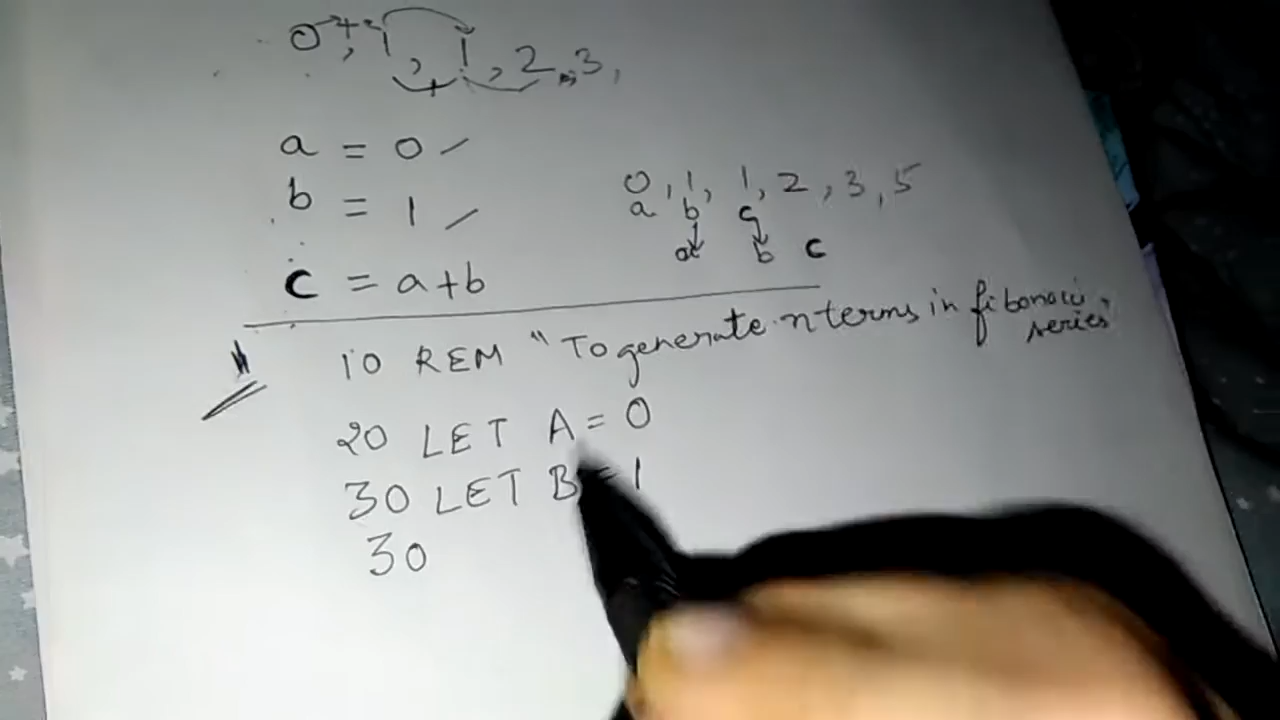 0 + , 1 , 1 , 2 , 3 ,
a = 0
b = 1
c = a+b
0 , 1 , 1 , 2 , 3 , 5
a b c
a b c
10 REM "To generate n terms in fibonacci
series"
20 LET A = 0
30 LET B = 1
30